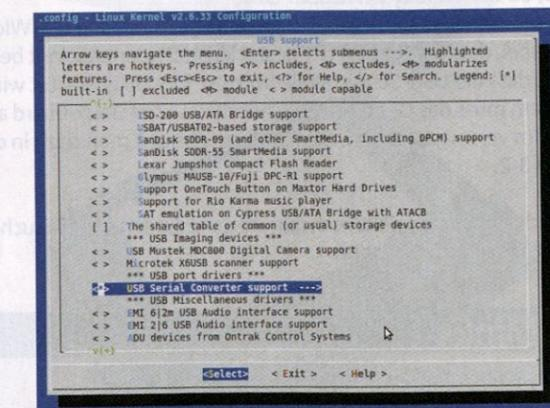 .config - Linux Kernel v2.6.33 Configuration
USB support
Arrow keys navigate the menu. <Enter> selects submenus --->. Highlighted
letters are hotkeys. Pressing <Y> includes, <N> excludes, <M> modularizes
features. Press <Esc><Esc> to exit, <?> for Help, </> for Search. Legend: [*]
built-in [ ] excluded <M> module < > module capable
^(-)
< > ISD-200 USB/ATA Bridge support
< > USBAT/USBAT02-based storage support
< > SanDisk SDDR-09 (and other SmartMedia, including DPCM) support
< > SanDisk SDDR-55 SmartMedia support
< > Lexar Jumpshot Compact Flash Reader
< > Olympus MAUSB-10/Fuji DPC-R1 support
< > Support OneTouch Button on Maxtor Hard Drives
< > Support for Rio Karma music player
< > SAT emulation on Cypress USB/ATA Bridge with ATACB
[ ] The shared table of common (or usual) storage devices
*** USB Imaging devices ***
< > USB Mustek MDC800 Digital Camera support
< > Microtek X6USB scanner support
*** USB port drivers ***
<*> USB Serial Converter support --->
*** USB Miscellaneous drivers ***
< > EMI 6|2m USB Audio interface support
< > EMI 2|6 USB Audio interface support
< > ADU devices from Ontrak Control Systems
v(+)
<Select> < Exit > < Help >